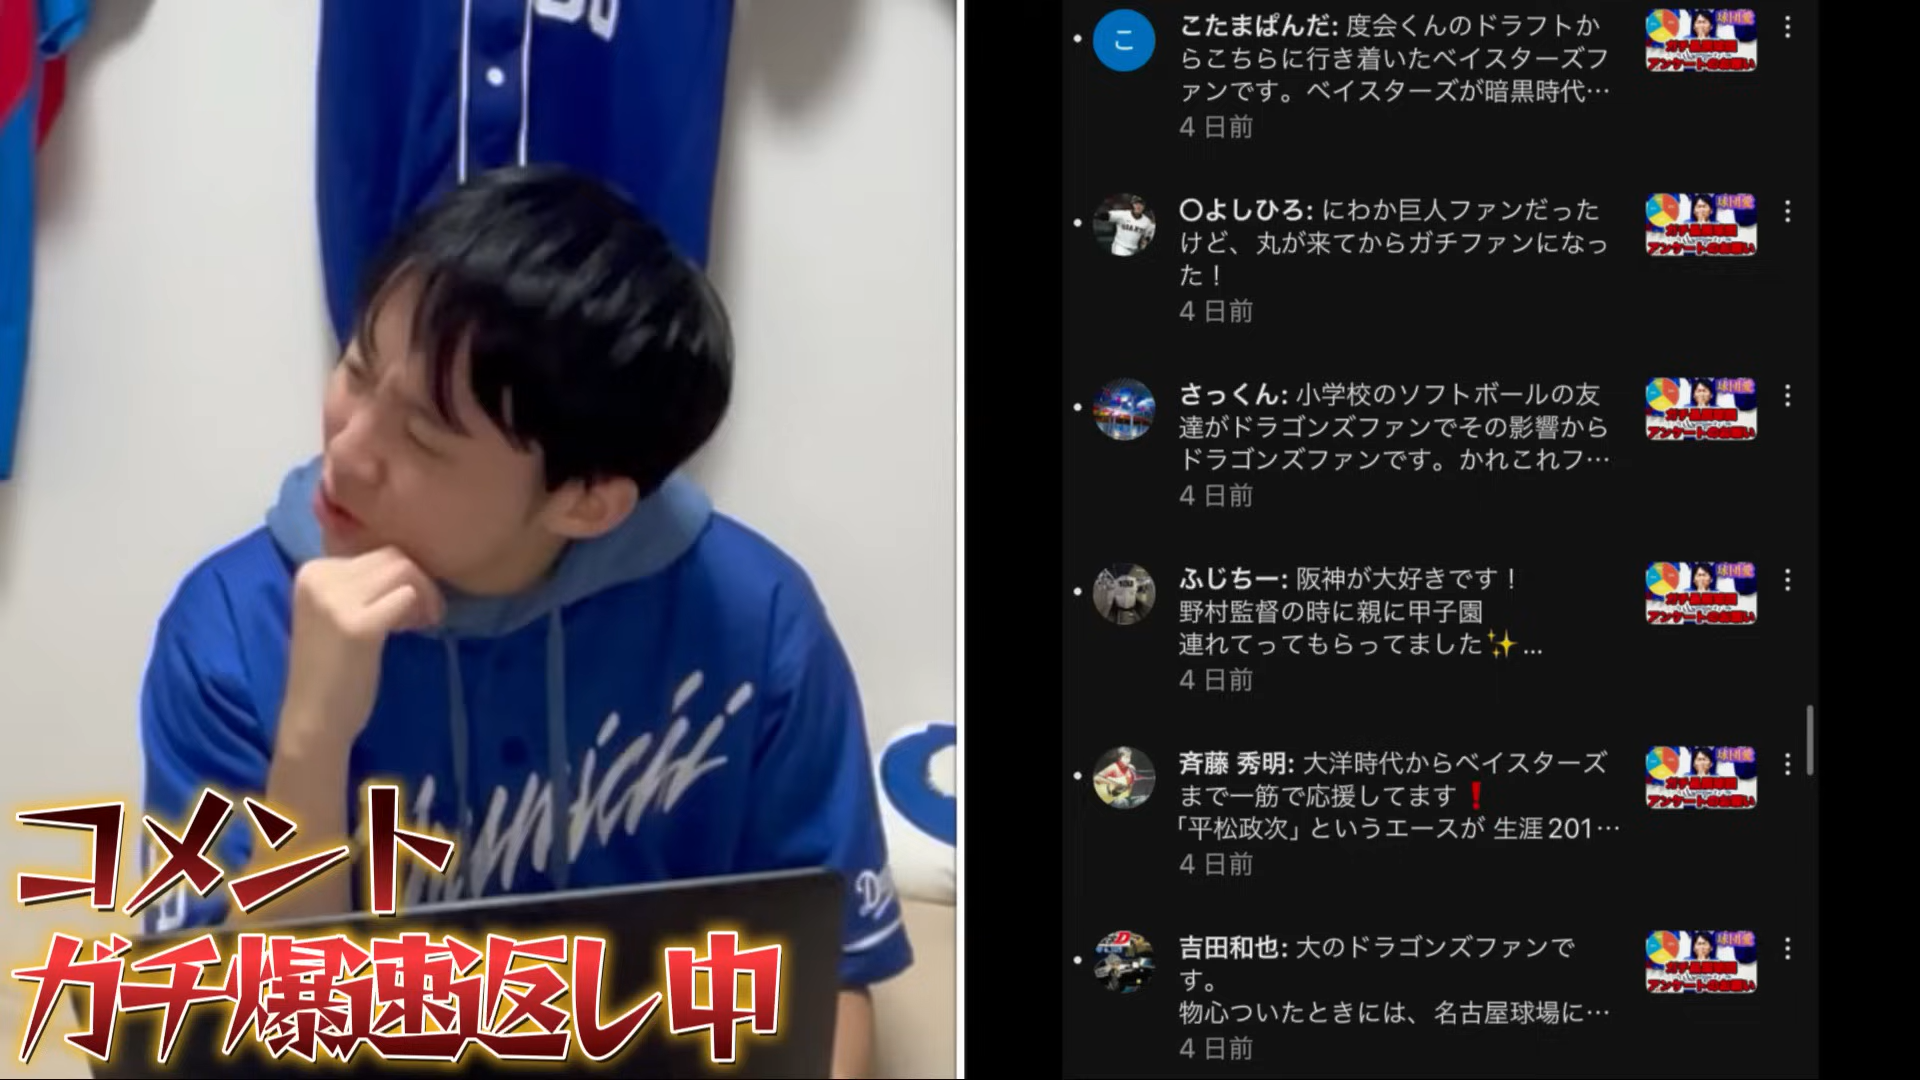 コメント
ガチ爆速返し中
こ
こたまぱんだ: 度会くんのドラフトか
らこちらに行き着いたベイスターズフ
ァンです。ベイスターズが暗黒時代…
4 日前
〇よしひろ: にわか巨人ファンだった
けど、丸が来てからガチファンになっ
た！
4 日前
さっくん: 小学校のソフトボールの友
達がドラゴンズファンでその影響から
ドラゴンズファンです。かれこれフ…
4 日前
ふじちー: 阪神が大好きです！
野村監督の時に親に甲子園
連れてってもらってました✨...
4 日前
斉藤 秀明: 大洋時代からベイスターズ
まで一筋で応援してます❗
「平松政次」というエースが 生涯201…
4 日前
吉田和也: 大のドラゴンズファンで
す。
物心ついたときには、名古屋球場に…
4 日前